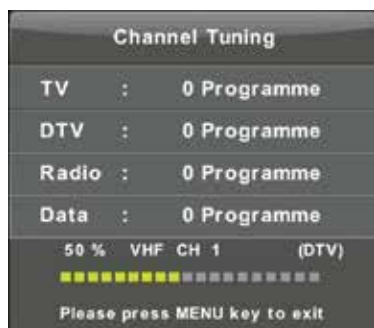 Channel Tuning
TV : 0 Programme
DTV : 0 Programme
Radio : 0 Programme
Data : 0 Programme
50 % VHF CH 1 (DTV)
Please press MENU key to exit